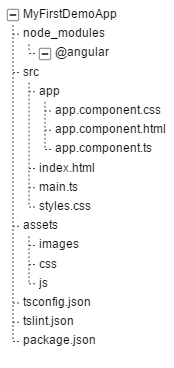 MyFirstDemoApp
node_modules
@angular
src
app
app.component.css
app.component.html
app.component.ts
index.html
main.ts
styles.css
assets
images
css
js
tsconfig.json
tslint.json
package.json